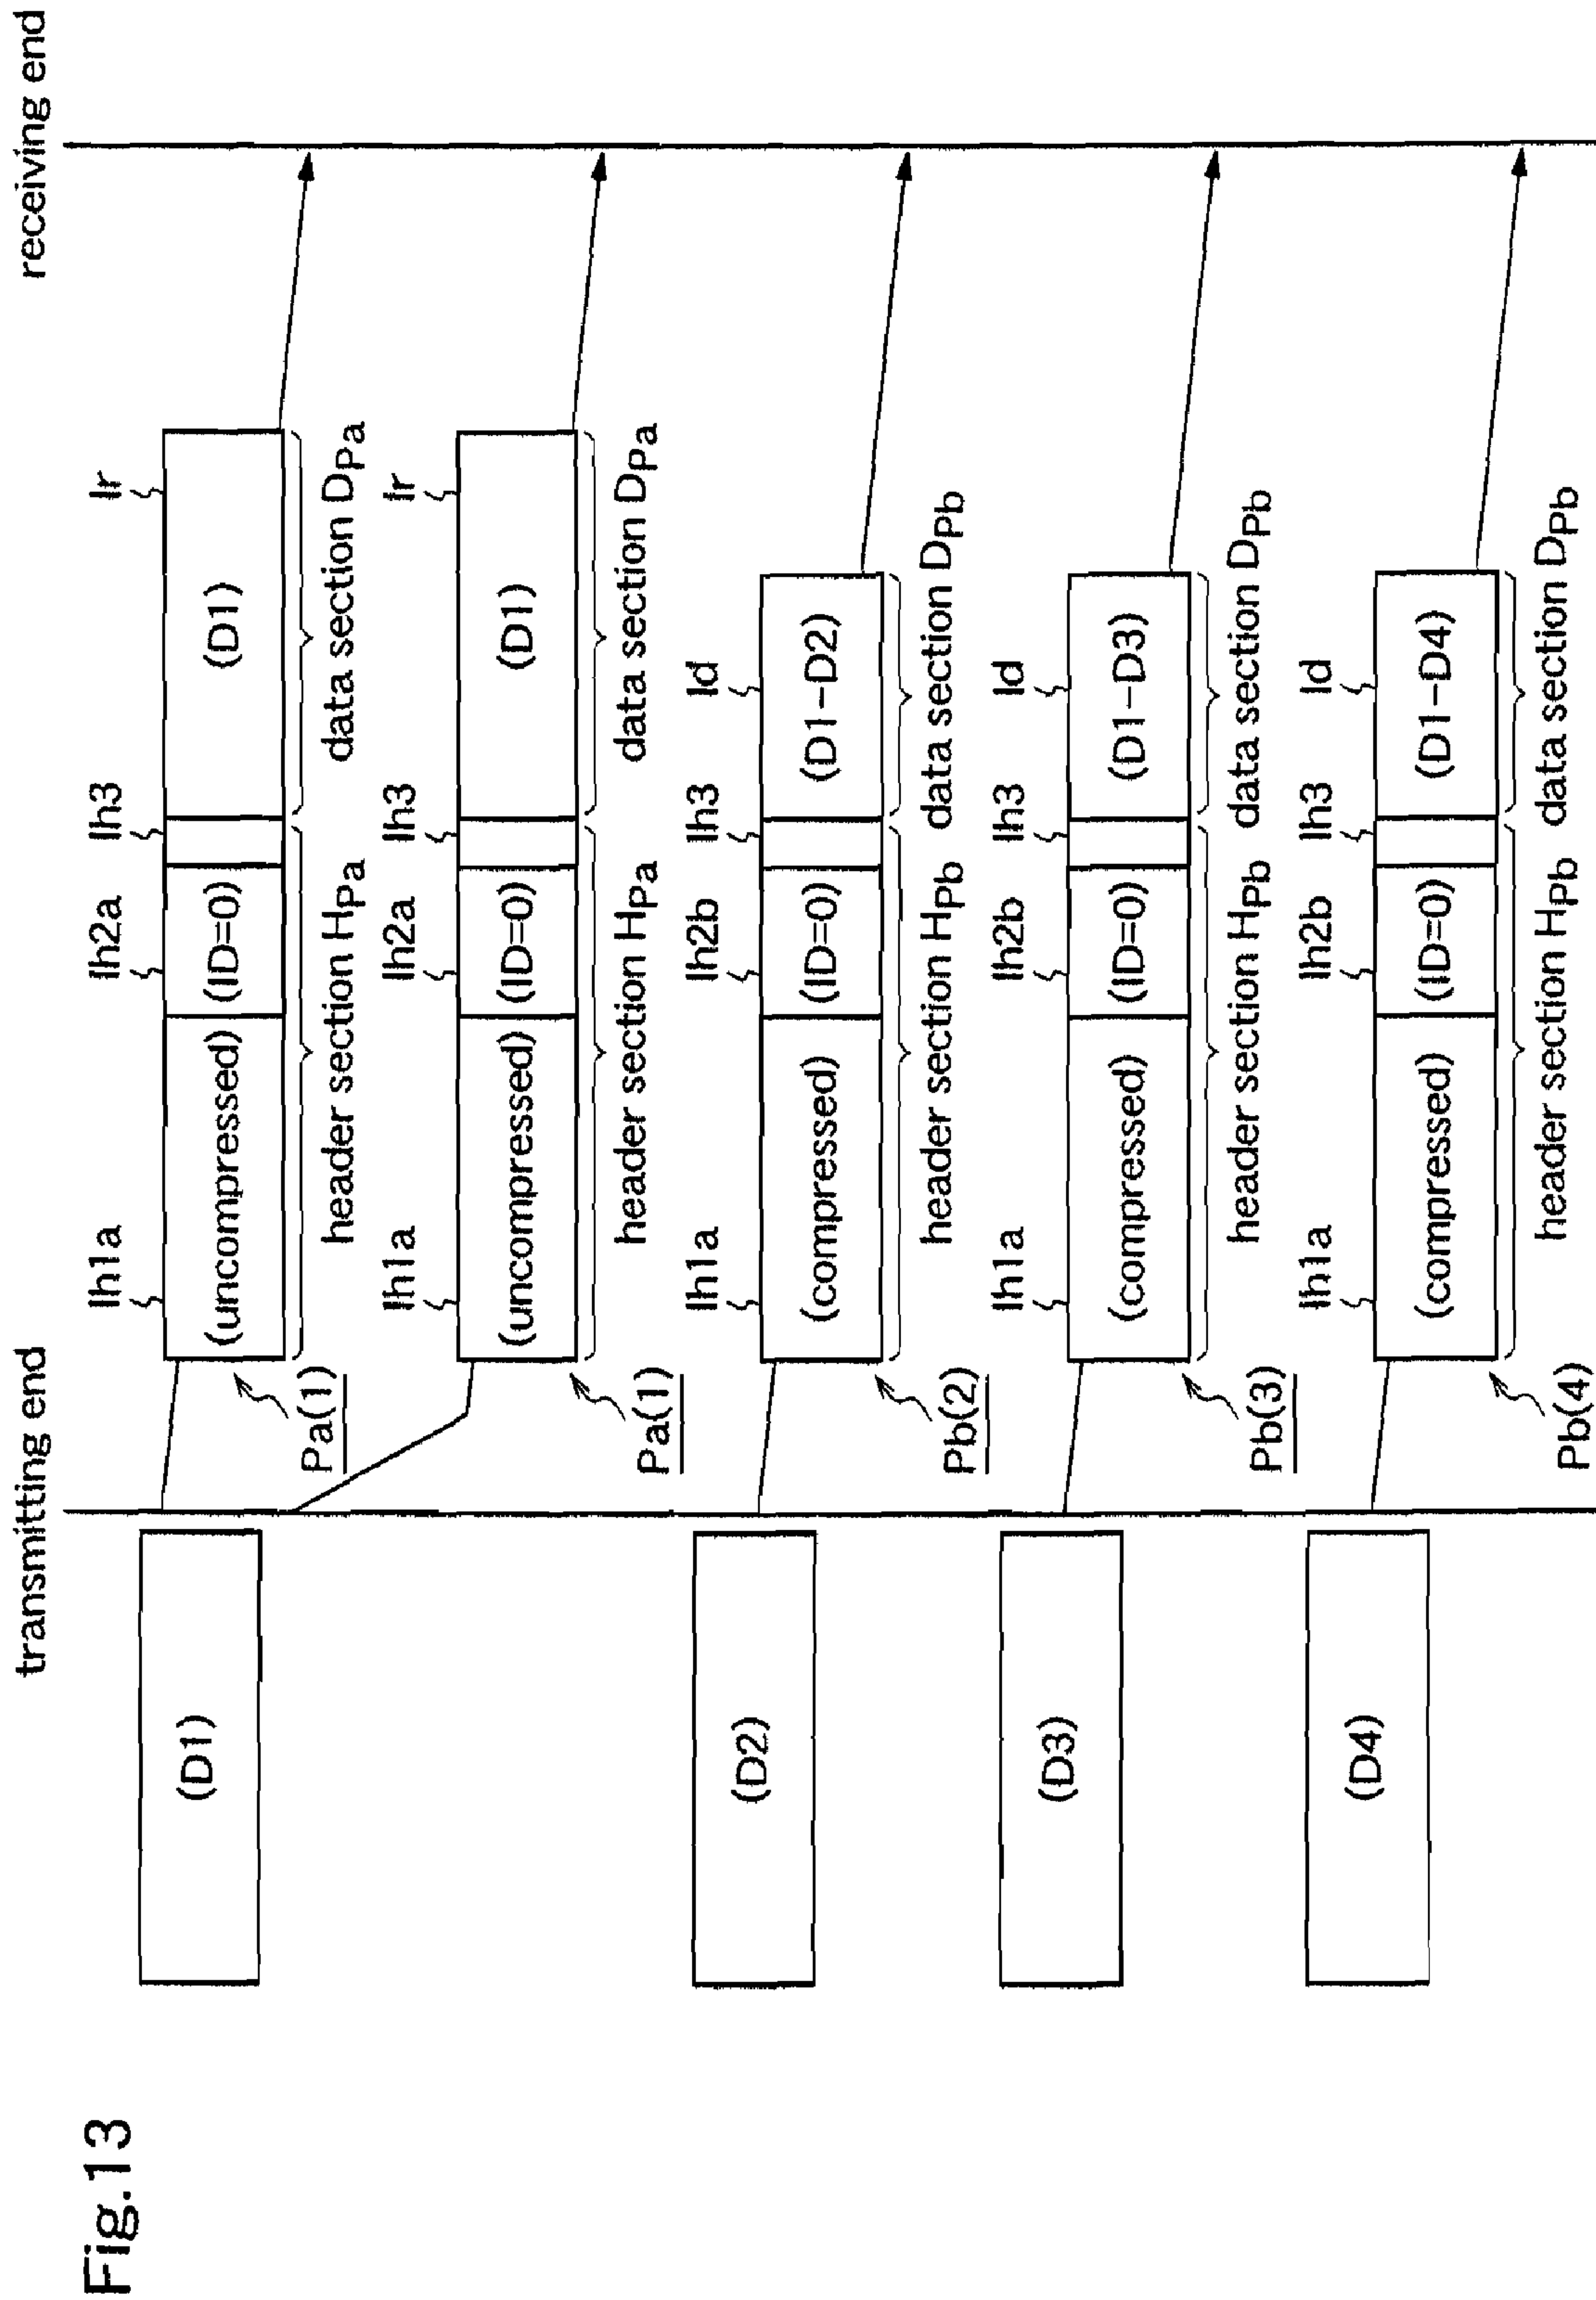 Fig.13
transmitting end
receiving end
(D1)
Ih1a
Ih2a
Ih3
Ir
(uncompressed)
(ID=0)
(D1)
Pa(1)
header section HPa
data section DPa
Ih1a
Ih2a
Ih3
Ir
(uncompressed)
(ID=0)
(D1)
Pa(1)
header section HPa
data section DPa
(D2)
Ih1a
Ih2b
Ih3
Id
(compressed)
(ID=0)
(D1-D2)
Pb(2)
header section HPb
data section DPb
(D3)
Ih1a
Ih2b
Ih3
Id
(compressed)
(ID=0)
(D1-D3)
Pb(3)
header section HPb
data section DPb
(D4)
Ih1a
Ih2b
Ih3
Id
(compressed)
(ID=0)
(D1-D4)
Pb(4)
header section HPb
data section DPb